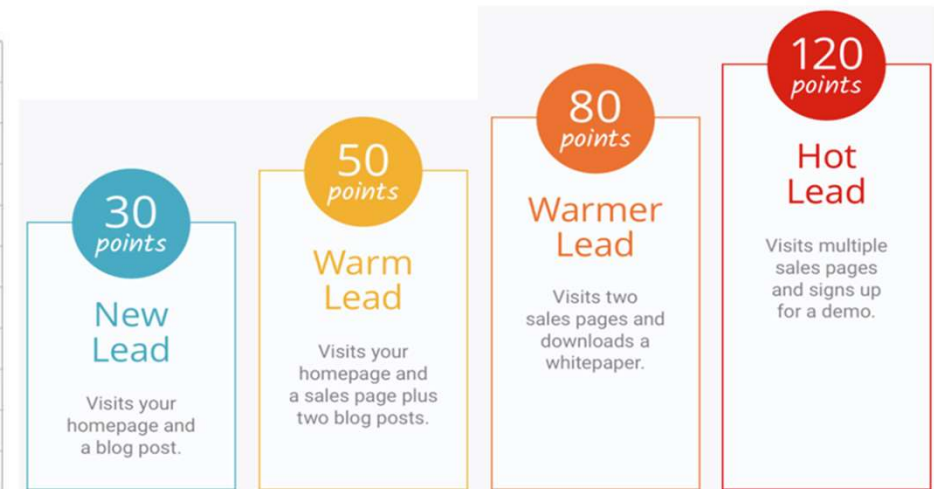 30
points
New
Lead
Visits your
homepage and
a blog post.
50
points
Warm
Lead
Visits your
homepage and
a sales page plus
two blog posts.
80
points
Warmer
Lead
Visits two
sales pages and
downloads a
whitepaper.
120
points
Hot
Lead
Visits multiple
sales pages
and signs up
for a demo.